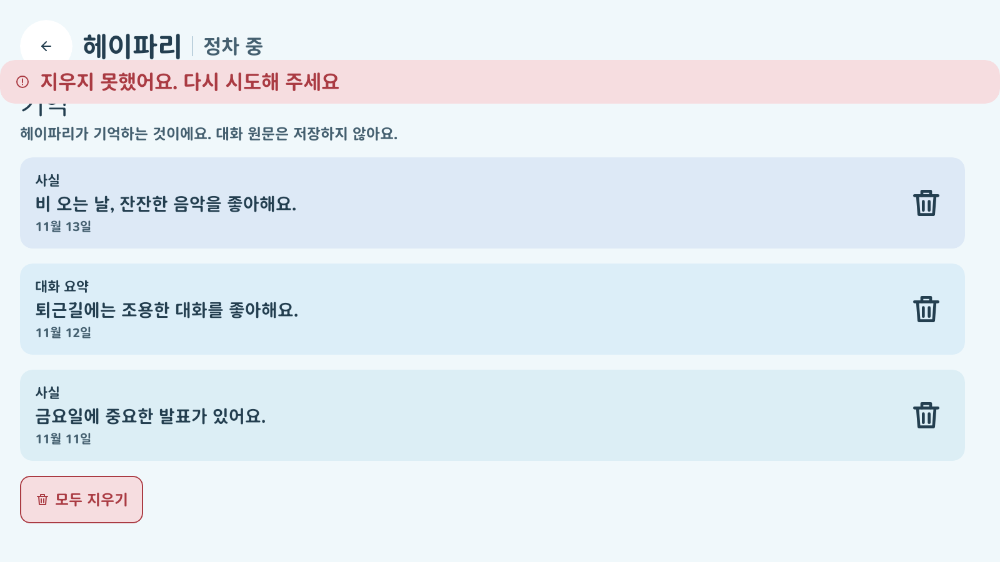 헤이파리
정차 중
지우지 못했어요. 다시 시도해 주세요
기억
헤이파리가 기억하는 것이에요. 대화 원문은 저장하지 않아요.
사실
비 오는 날, 잔잔한 음악을 좋아해요.
11월 13일
대화 요약
퇴근길에는 조용한 대화를 좋아해요.
11월 12일
사실
금요일에 중요한 발표가 있어요.
11월 11일
모두 지우기